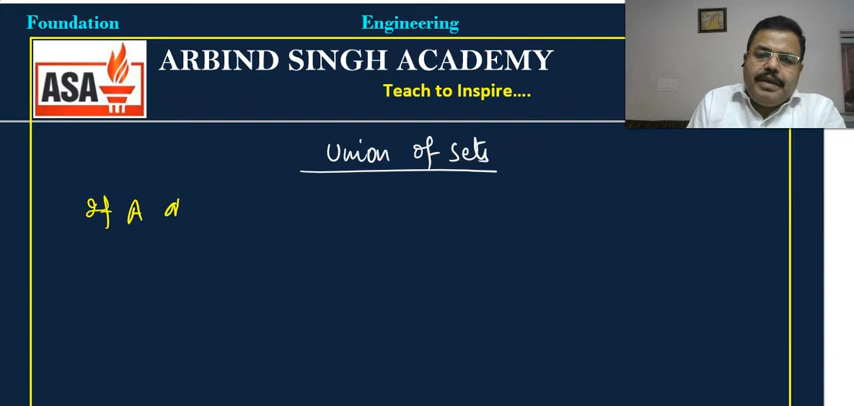 Foundation Engineering
ASA
ARBIND SINGH ACADEMY
Teach to Inspire....
Union of Sets
If A